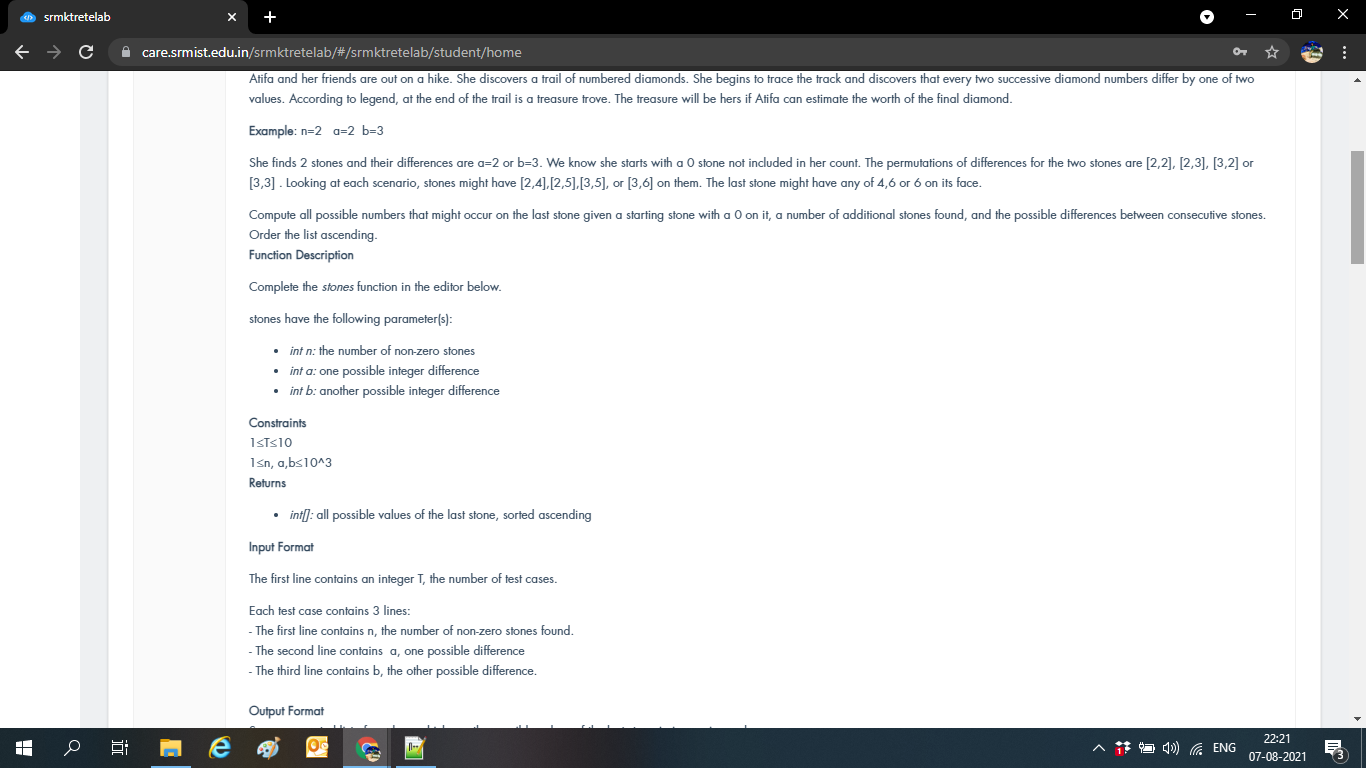 srmktretelab
care.srmist.edu.in/srmktretelab/#/srmktretelab/student/home
Atifa and her friends are out on a hike. She discovers a trail of numbered diamonds. She begins to trace the track and discovers that every two successive diamond numbers differ by one of two
values. According to legend, at the end of the trail is a treasure trove. The treasure will be hers if Atifa can estimate the worth of the final diamond.
Example: n=2 a=2 b=3
She finds 2 stones and their differences are a=2 or b=3. We know she starts with a 0 stone not included in her count. The permutations of differences for the two stones are [2,2], [2,3], [3,2] or
[3,3] . Looking at each scenario, stones might have [2,4],[2,5],[3,5], or [3,6] on them. The last stone might have any of 4,6 or 6 on its face.
Compute all possible numbers that might occur on the last stone given a starting stone with a 0 on it, a number of additional stones found, and the possible differences between consecutive stones.
Order the list ascending.
Function Description
Complete the stones function in the editor below.
stones have the following parameter(s):
• int n: the number of non-zero stones
• int a: one possible integer difference
• int b: another possible integer difference
Constraints
1≤T≤10
1≤n, a,b≤10^3
Returns
• int[]: all possible values of the last stone, sorted ascending
Input Format
The first line contains an integer T, the number of test cases.
Each test case contains 3 lines:
- The first line contains n, the number of non-zero stones found.
- The second line contains a, one possible difference
- The third line contains b, the other possible difference.
Output Format
ENG
22:21
07-08-2021
3